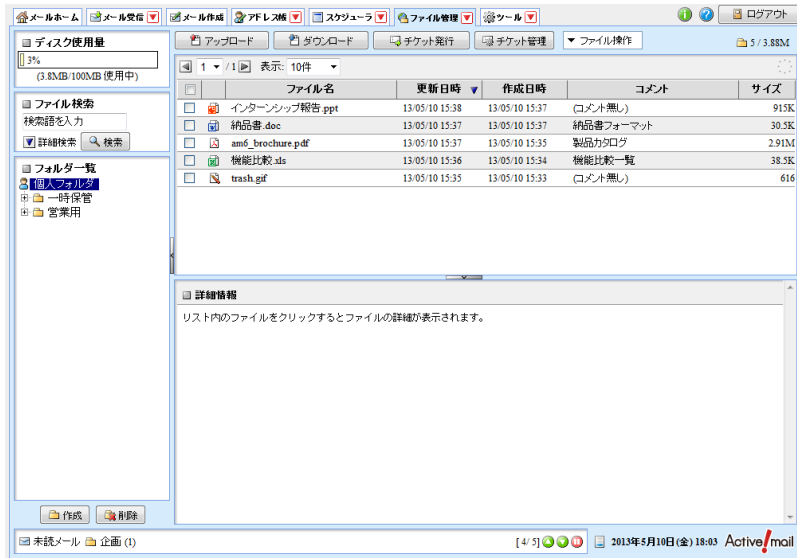 メールホーム メール受信 メール作成 アドレス帳 スケジューラ ファイル管理 ツール ログアウト
ディスク使用量
3%
(3.8MB/100MB 使用中)
ファイル検索
検索語を入力
詳細検索 検索
フォルダ一覧
個人フォルダ
一時保管
営業用
作成 削除
アップロード ダウンロード チケット発行 チケット管理 ファイル操作 5 / 3.88M
1 /1 表示: 10件
ファイル名 更新日時 作成日時 コメント サイズ
インターンシップ報告.ppt 13/05/10 15:38 13/05/10 15:37 (コメント無し) 915K
納品書.doc 13/05/10 15:37 13/05/10 15:37 納品書フォーマット 30.5K
am6_brochure.pdf 13/05/10 15:37 13/05/10 15:35 製品カタログ 2.91M
機能比較.xls 13/05/10 15:36 13/05/10 15:34 機能比較一覧 38.5K
trash.gif 13/05/10 15:35 13/05/10 15:33 (コメント無し) 616
詳細情報
リスト内のファイルをクリックするとファイルの詳細が表示されます。
未読メール 企画 (1) [4/ 5] 2013年5月10日(金) 18:03 Active!mail